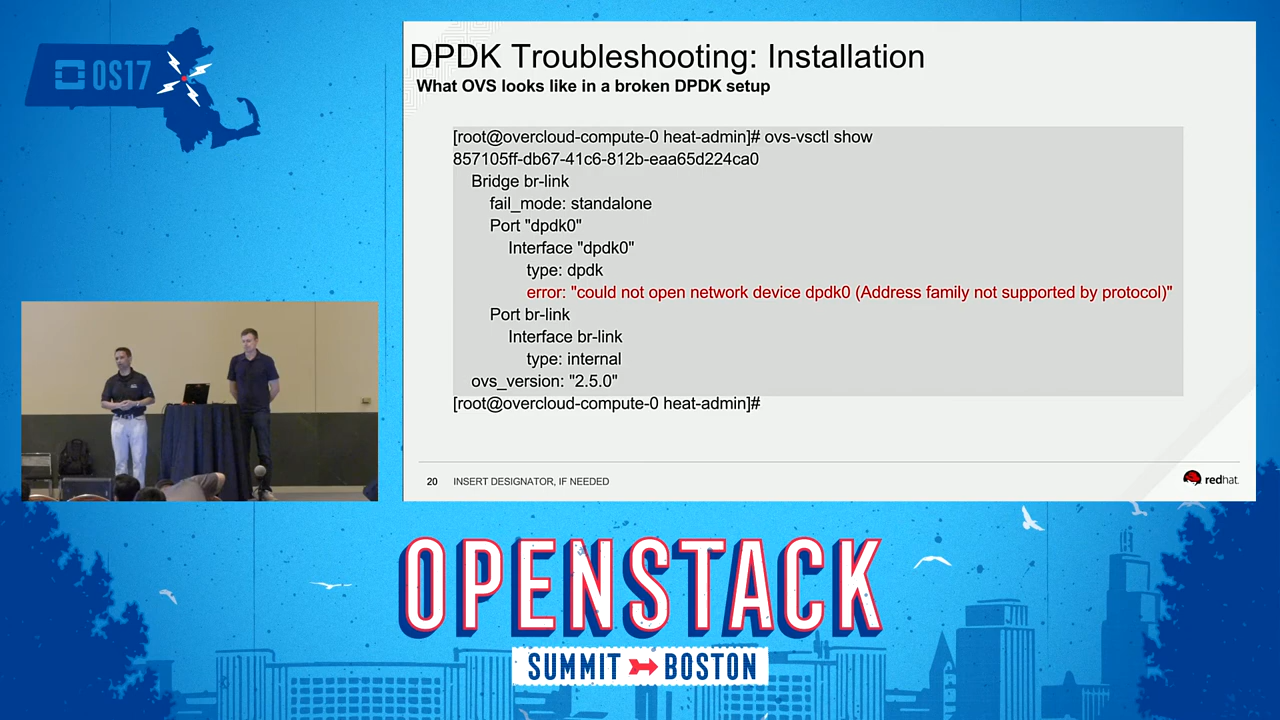 OS17
DPDK Troubleshooting: Installation
What OVS looks like in a broken DPDK setup
[root@overcloud-compute-0 heat-admin]# ovs-vsctl show
857105ff-db67-41c6-812b-eaa65d224ca0
Bridge br-link
fail_mode: standalone
Port "dpdk0"
Interface "dpdk0"
type: dpdk
error: "could not open network device dpdk0 (Address family not supported by protocol)"
Port br-link
Interface br-link
type: internal
ovs_version: "2.5.0"
[root@overcloud-compute-0 heat-admin]#
20 INSERT DESIGNATOR, IF NEEDED
redhat.
OPENSTACK
SUMMIT BOSTON